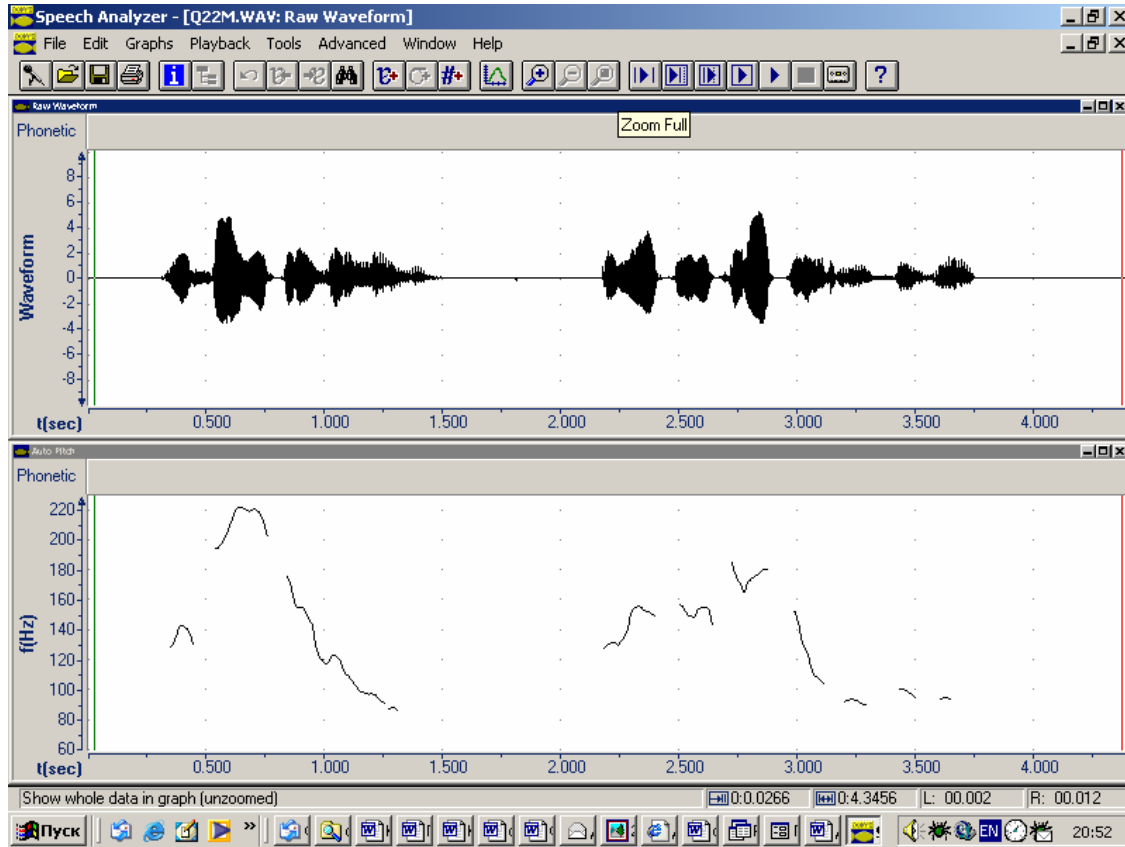 Speech Analyzer - [Q22M.WAV: Raw Waveform]
File Edit Graphs Playback Tools Advanced Window Help
Raw Waveform
Phonetic
Zoom Full
Waveform
8
6
4
2
0
-2
-4
-6
-8
t(sec) 0.500 1.000 1.500 2.000 2.500 3.000 3.500 4.000
Auto Pitch
Phonetic
f(Hz)
220
200
180
160
140
120
100
80
60
t(sec) 0.500 1.000 1.500 2.000 2.500 3.000 3.500 4.000
Show whole data in graph (unzoomed) 0:0.0266 0:4.3456 L: 00.002 R: 00.012
Пуск » EN 20:52